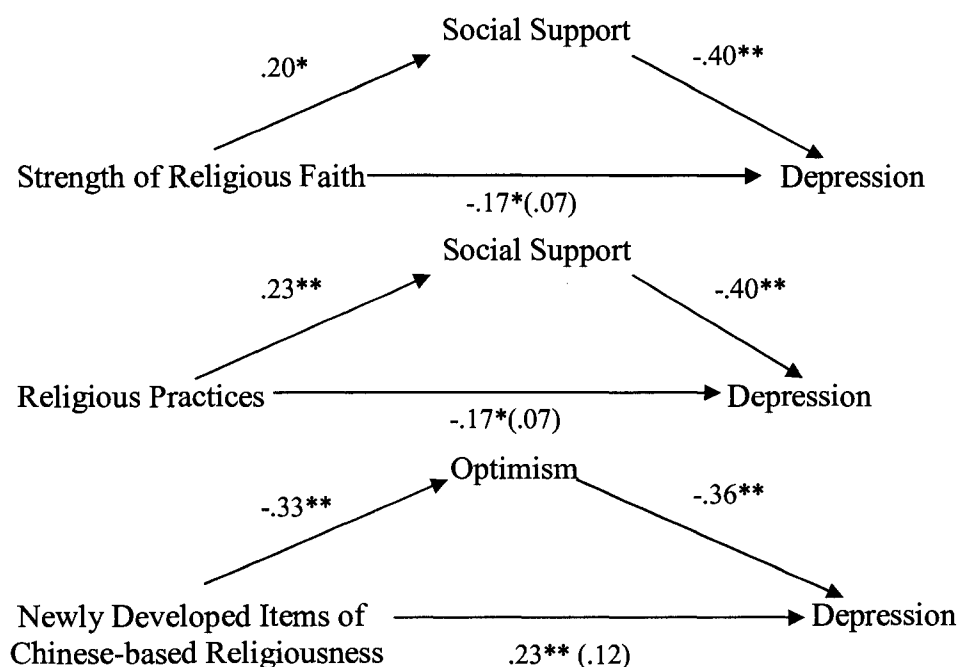 Social Support
.20*
-.40**
Strength of Religious Faith
Depression
-.17*(.07)
Social Support
.23**
-.40**
Religious Practices
Depression
-.17*(.07)
Optimism
-.33**
-.36**
Newly Developed Items of
Chinese-based Religiousness
Depression
.23** (.12)